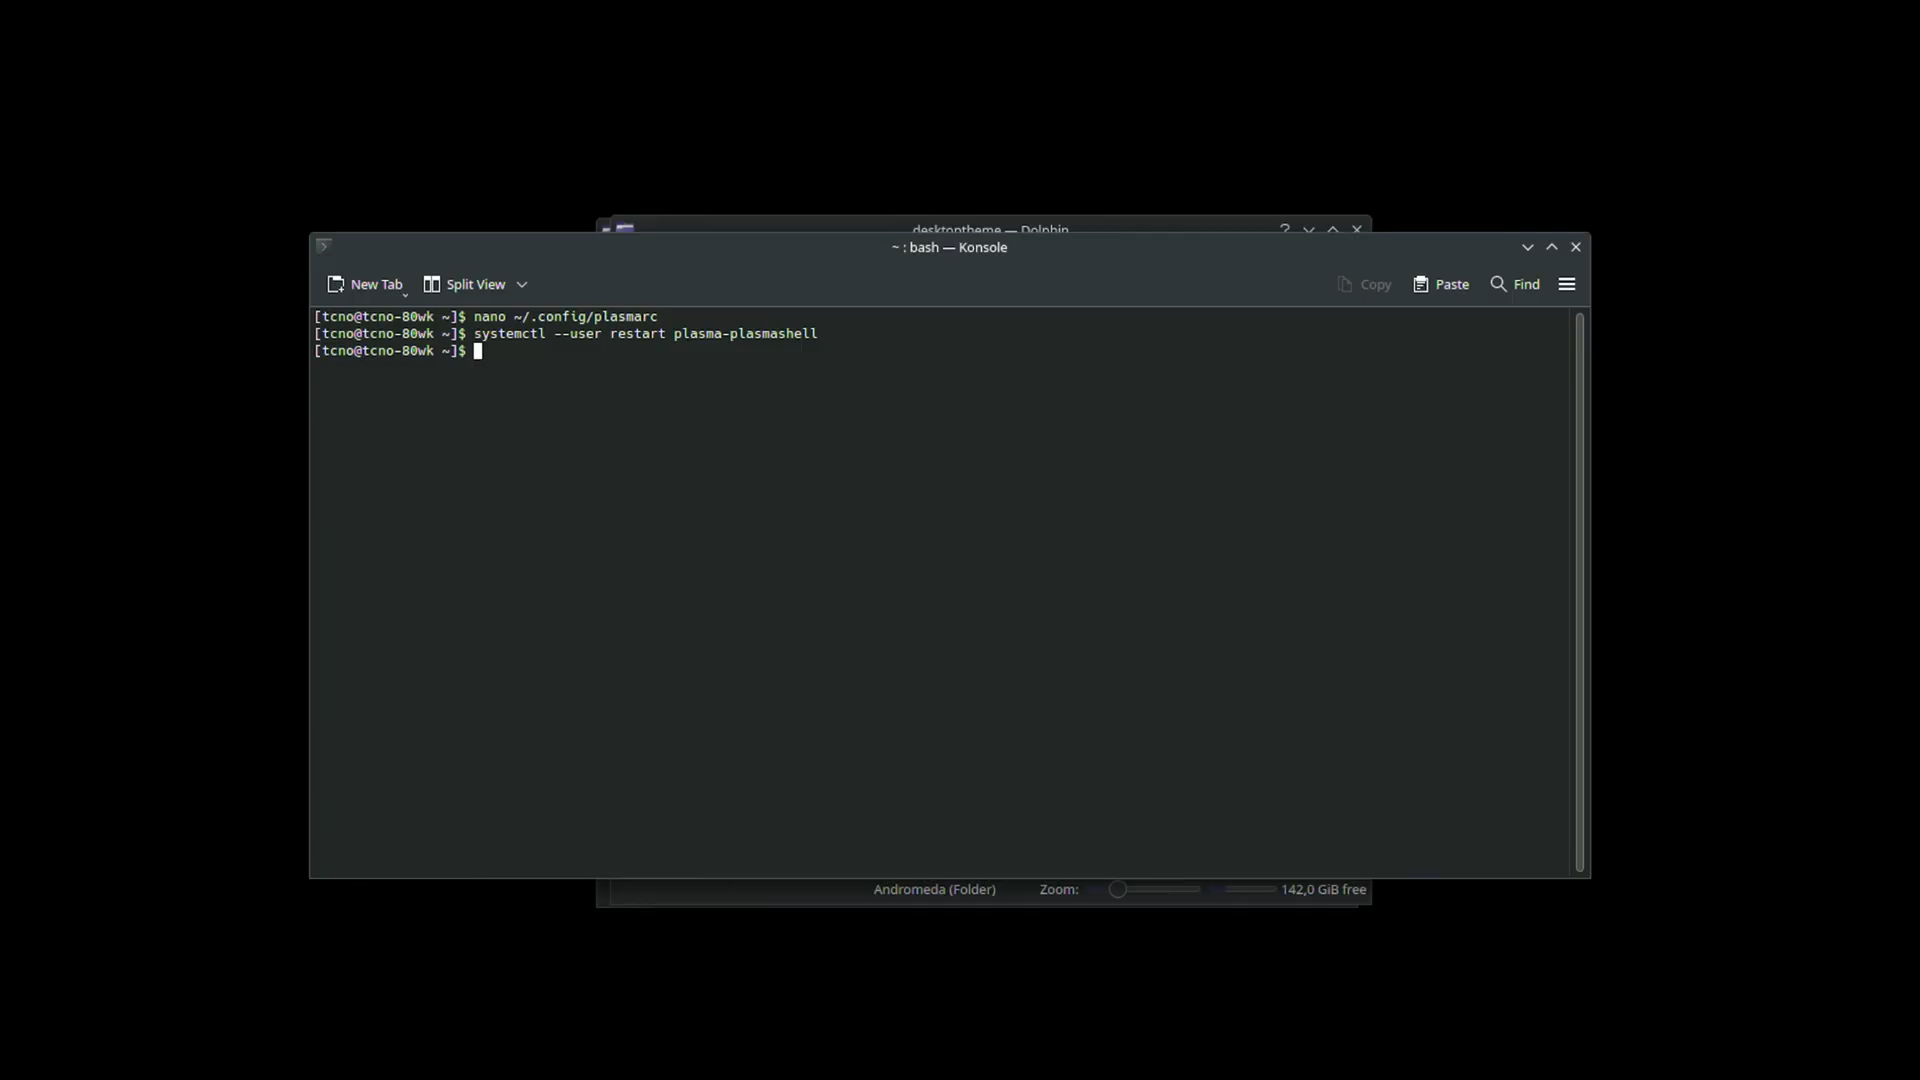 desktoptheme — Dolphin
~ : bash — Konsole
New Tab Split View Copy Paste Find
[tcno@tcno-80wk ~]$ nano ~/.config/plasmarc
[tcno@tcno-80wk ~]$ systemctl --user restart plasma-plasmashell
[tcno@tcno-80wk ~]$
Andromeda (Folder) Zoom: 142,0 GiB free